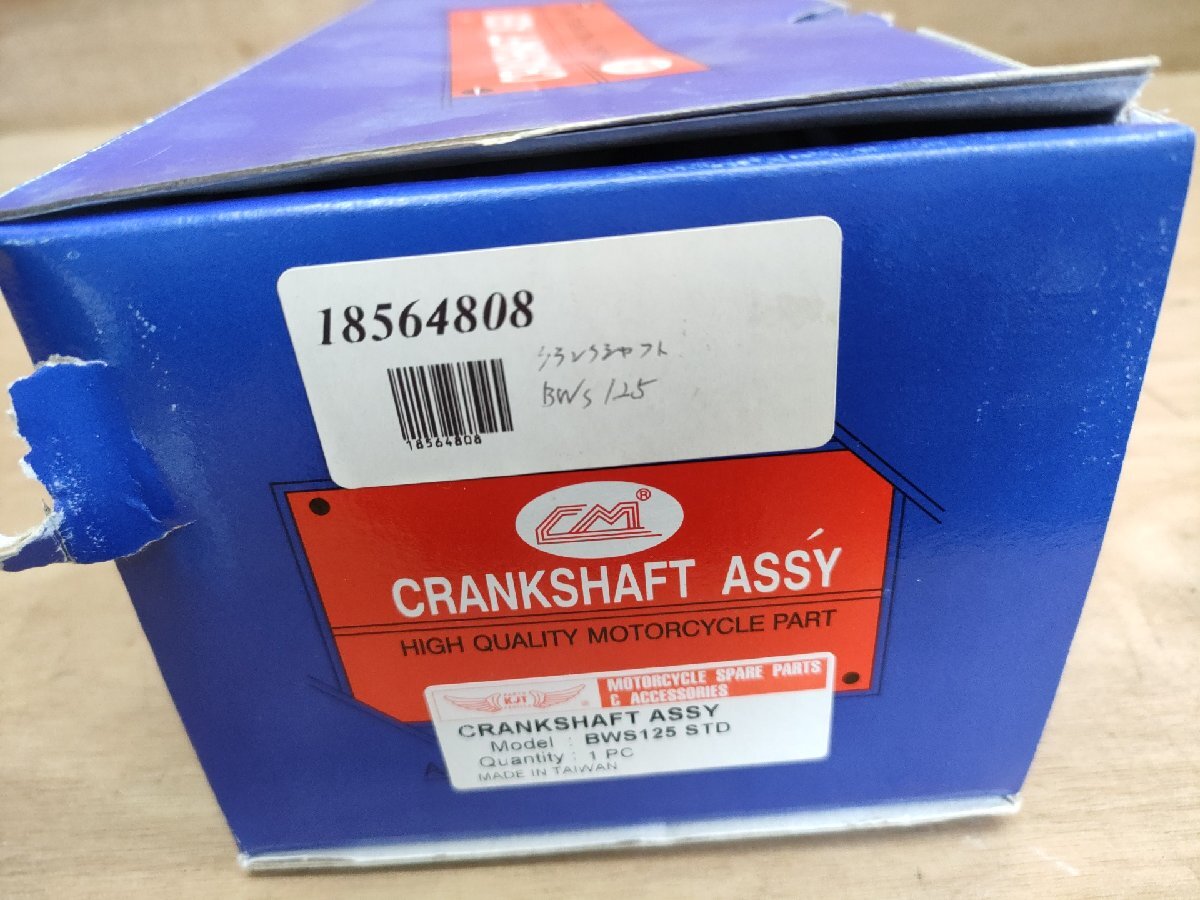 18564808
クランクシャフト
BWs 125
18564808
CM®
CRANKSHAFT ASS'Y
HIGH QUALITY MOTORCYCLE PART
KJT
MOTORCYCLE SPARE PARTS
& ACCESSORIES
CRANKSHAFT ASSY
Model : BWS125 STD
Quantity : 1 PC
MADE IN TAIWAN